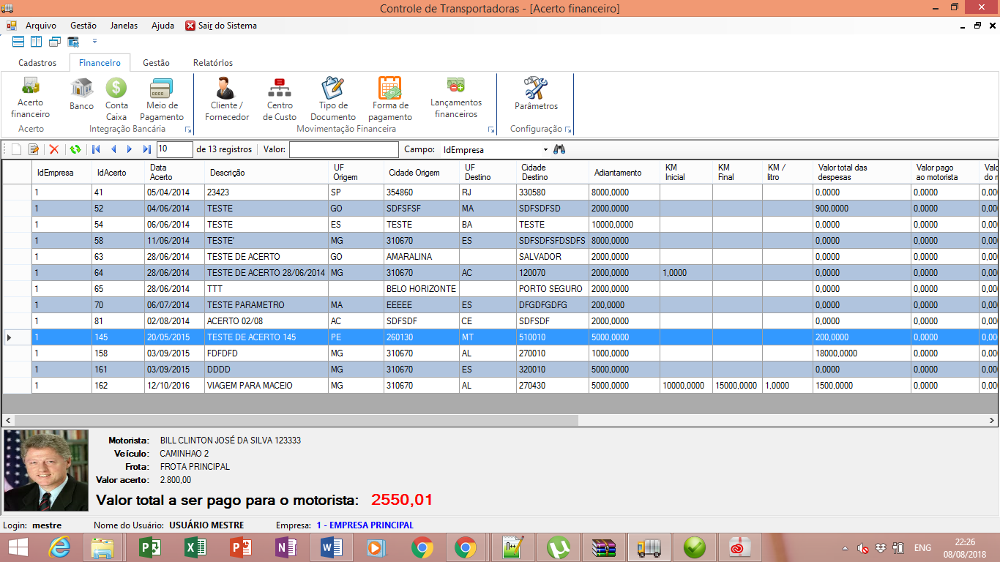 Controle de Transportadoras - [Acerto financeiro]
Arquivo Gestão Janelas Ajuda Sair do Sistema
Cadastros Financeiro Gestão Relatórios
Acerto financeiro Banco Conta Caixa Meio de Pagamento Cliente / Fornecedor Centro de Custo Tipo de Documento Forma de pagamento Lançamentos financeiros Parâmetros
Acerto Integração Bancária Movimentação Financeira Configuração
10 de 13 registros Valor: Campo: IdEmpresa
IdEmpresa IdAcerto Data Acerto Descrição UF Origem Cidade Origem UF Destino Cidade Destino Adiantamento KM Inicial KM Final KM / litro Valor total das despesas Valor pago ao motorista
1 41 05/04/2014 23423 SP 354860 RJ 330580 8000,0000 0,0000 0,0000 0,00
1 52 04/06/2014 TESTE GO SDFSFSF MA SDFSDFSD 2000,0000 900,0000 0,0000 0,00
1 54 06/06/2014 TESTE ES TESTE BA TESTE 10000,0000 0,0000 0,0000 0,00
1 58 11/06/2014 TESTE' MG 310670 ES SDFSDFSFDSDFS 8000,0000 0,0000 0,0000 0,00
1 63 28/06/2014 TESTE DE ACERTO GO AMARALINA SALVADOR 2000,0000 0,0000 0,0000 0,00
1 64 28/06/2014 TESTE DE ACERTO 28/06/2014 MG 310670 AC 120070 2000,0000 1,0000 0,0000 0,0000 0,00
1 65 28/06/2014 TTT BELO HORIZONTE PORTO SEGURO 2000,0000 0,0000 0,0000 0,00
1 70 06/07/2014 TESTE PARAMETRO MA EEEEE ES DFGDFGDFG 200,0000 0,0000 0,0000 0,00
1 81 02/08/2014 ACERTO 02/08 AC SDFSDF CE SDFSDF 2000,0000 0,0000 0,0000 0,00
1 145 20/05/2015 TESTE DE ACERTO 145 PE 260130 MT 510010 5000,0000 200,0000 0,0000 0,00
1 158 03/09/2015 FDFDFD MG 310670 AL 270010 1000,0000 18000,0000 0,0000 0,00
1 161 03/09/2015 DDDD MG 310670 ES 320010 5000,0000 0,0000 0,0000 0,00
1 162 12/10/2016 VIAGEM PARA MACEIO MG 310670 AL 270430 5000,0000 10000,0000 15000,0000 1,0000 1500,0000 0,0000 0,00
Motorista: BILL CLINTON JOSÉ DA SILVA 123333
Veículo: CAMINHAO 2
Frota: FROTA PRINCIPAL
Valor acerto: 2.800,00
Valor total a ser pago para o motorista: 2550,01
Login: mestre Nome do Usuário: USUÁRIO MESTRE Empresa: 1 - EMPRESA PRINCIPAL
ENG 22:26
08/08/2018